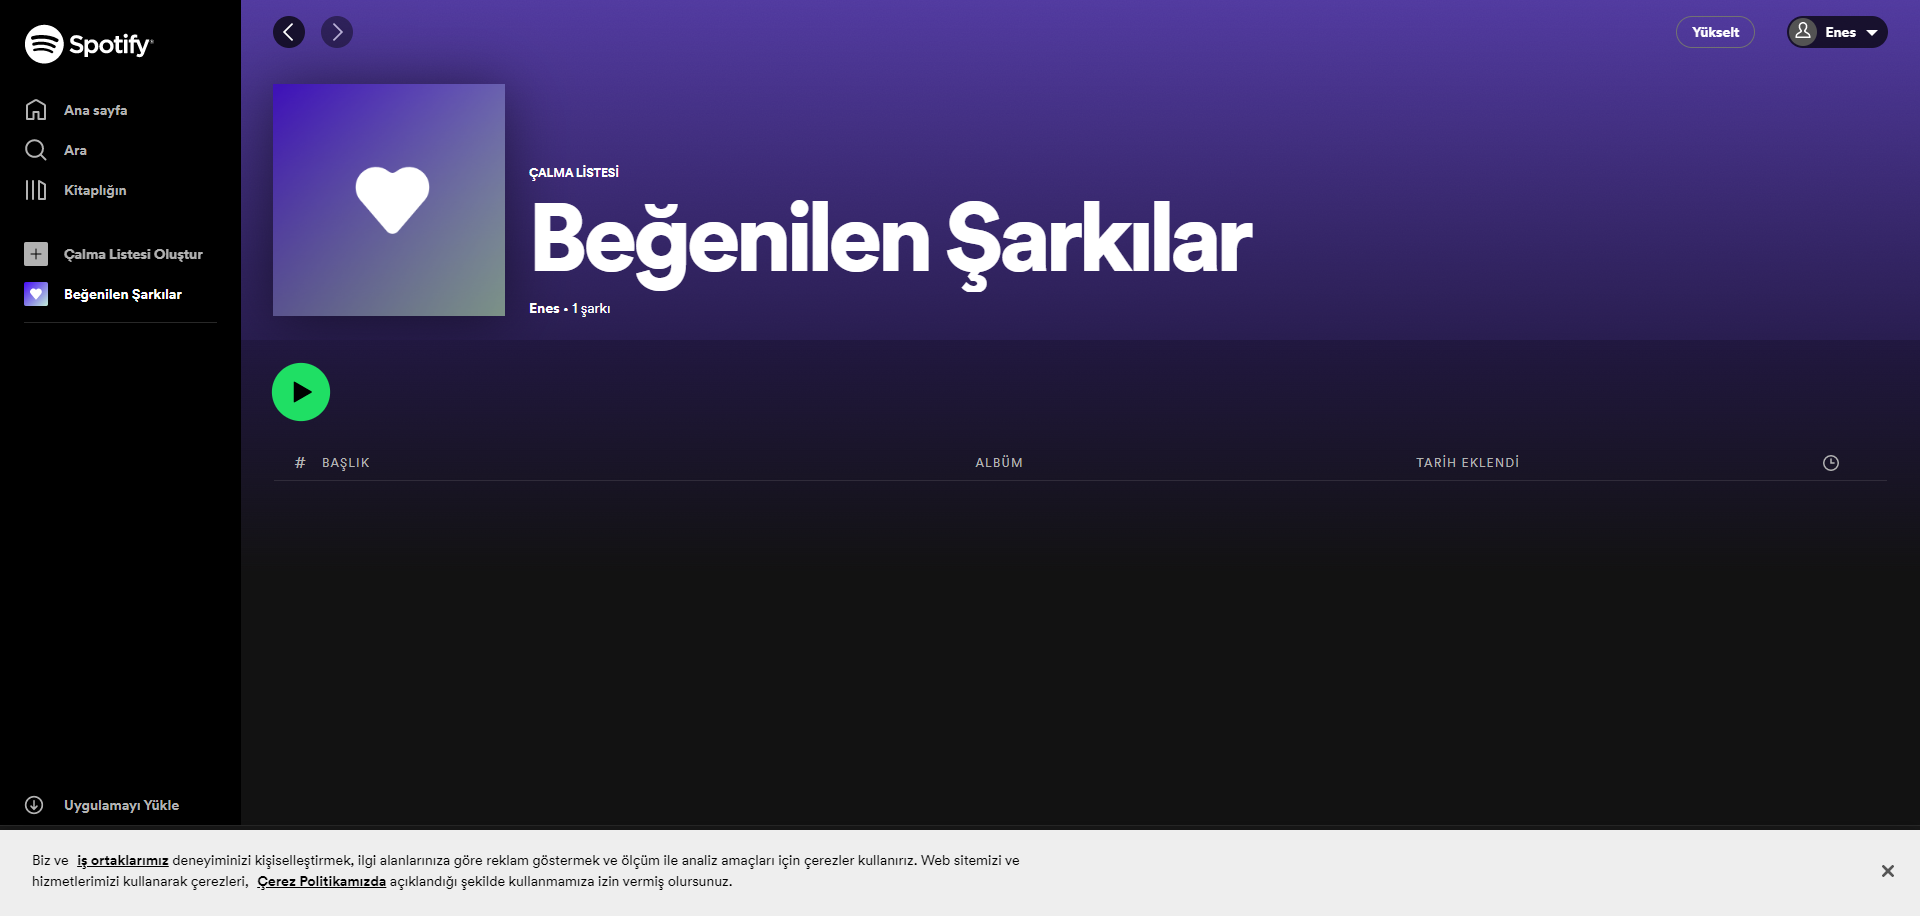 Spotify
Ana sayfa
Ara
Kitaplığın
Çalma Listesi Oluştur
Beğenilen Şarkılar
Uygulamayı Yükle
Yükselt
Enes
ÇALMA LİSTESİ
Beğenilen Şarkılar
Enes • 1 şarkı
# BAŞLIK ALBÜM TARİH EKLENDİ
Biz ve iş ortaklarımız deneyiminizi kişiselleştirmek, ilgi alanlarınıza göre reklam göstermek ve ölçüm ile analiz amaçları için çerezler kullanırız. Web sitemizi ve
hizmetlerimizi kullanarak çerezleri, Çerez Politikamızda açıklandığı şekilde kullanmamıza izin vermiş olursunuz.